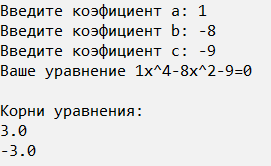 Введите коэфициент a: 1
Введите коэфициент b: -8
Введите коэфициент c: -9
Ваше уравнение 1x^4-8x^2-9=0
Корни уравнения:
3.0
-3.0